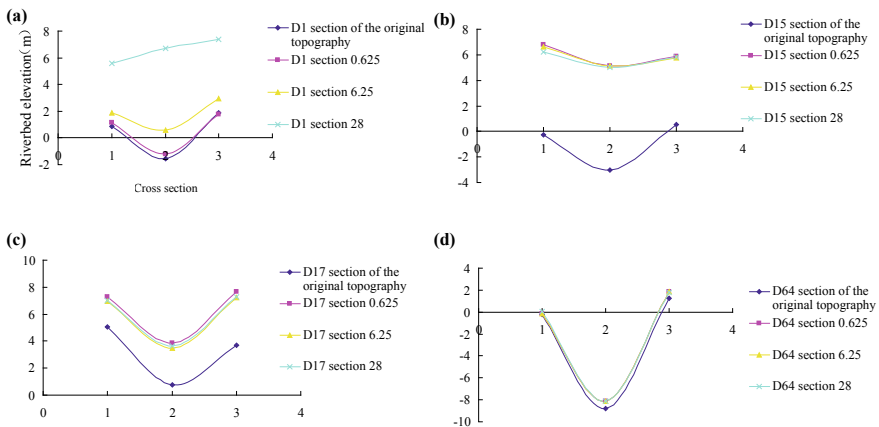 (a)
Riverbed elevation( m)
8
6
4
2
0
-2
0
1
2
3
4
Cross section
D1 section of the original
topography
D1 section 0.625
D1 section 6.25
D1 section 28
(b)
8
6
4
2
0
-2
-4
0
1
2
3
4
D15 section of the
original topography
D15 section 0.625
D15 section 6.25
D15 section 28
(c)
10
8
6
4
2
0
0
1
2
3
D17 section of the
original topography
D17 section 0.625
D17 section 6.25
D17 section 28
(d)
4
2
0
-2
-4
-6
-8
-10
0
1
2
3
4
D64 section of the
original topography
D64 section 0.625
D64 section 6.25
D64 section 28